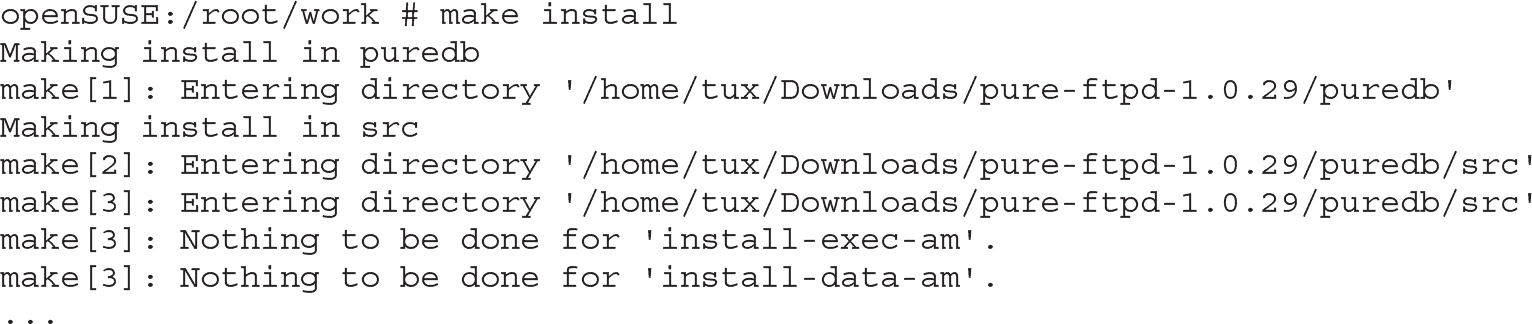 openSUSE:/root/work # make install
Making install in puredb
make[1]: Entering directory '/home/tux/Downloads/pure-ftpd-1.0.29/puredb'
Making install in src
make[2]: Entering directory '/home/tux/Downloads/pure-ftpd-1.0.29/puredb/src'
make[3]: Entering directory '/home/tux/Downloads/pure-ftpd-1.0.29/puredb/src'
make[3]: Nothing to be done for 'install-exec-am'.
make[3]: Nothing to be done for 'install-data-am'.
...